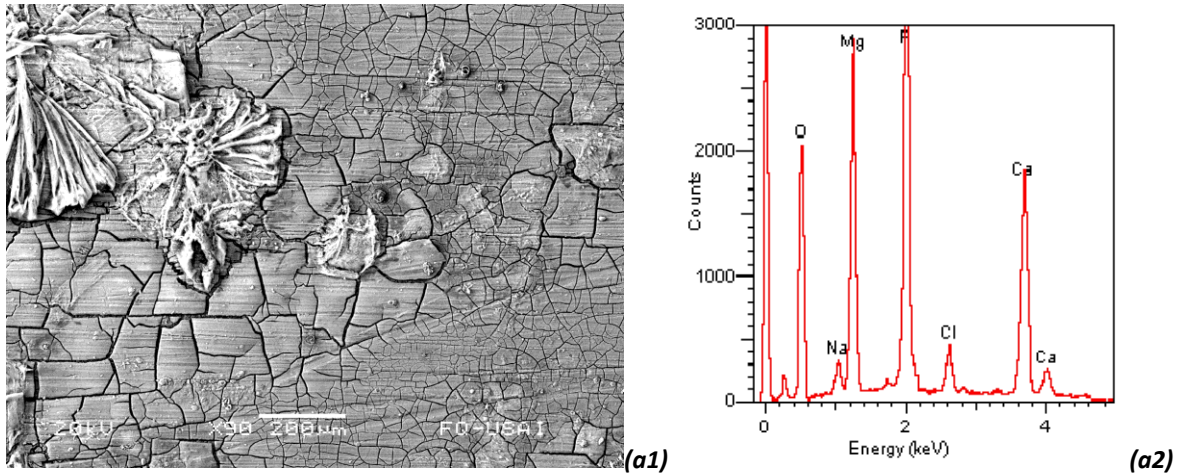 20kV X90 200μm FO-USAI
(a1)
3000
2000
1000
0
Counts
O
Na
Mg
P
Cl
Ca
Ca
0 2 4
Energy (keV)
(a2)